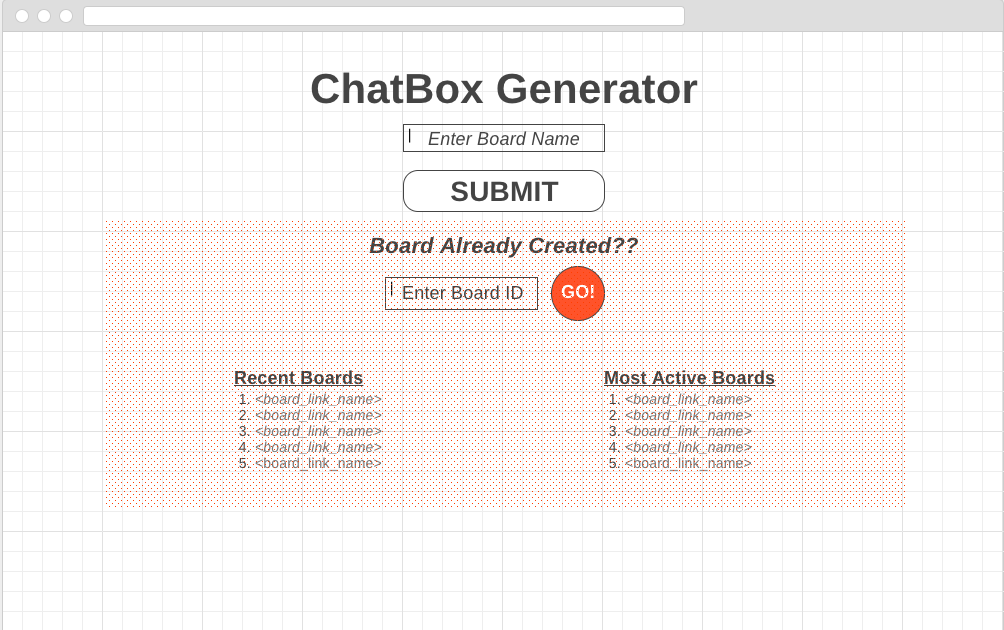 ChatBox Generator
Enter Board Name
SUBMIT
Board Already Created??
Enter Board ID
GO!
Recent Boards
1. <board_link_name>
2. <board_link_name>
3. <board_link_name>
4. <board_link_name>
5. <board_link_name>
Most Active Boards
1. <board_link_name>
2. <board_link_name>
3. <board_link_name>
4. <board_link_name>
5. <board_link_name>